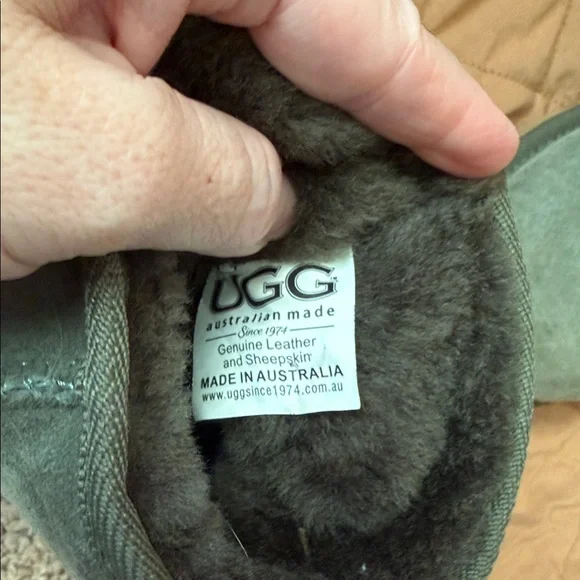 UGG
australian made
Since 1974
Genuine Leather
and Sheepskin
MADE IN AUSTRALIA
www.uggsince1974.com.au